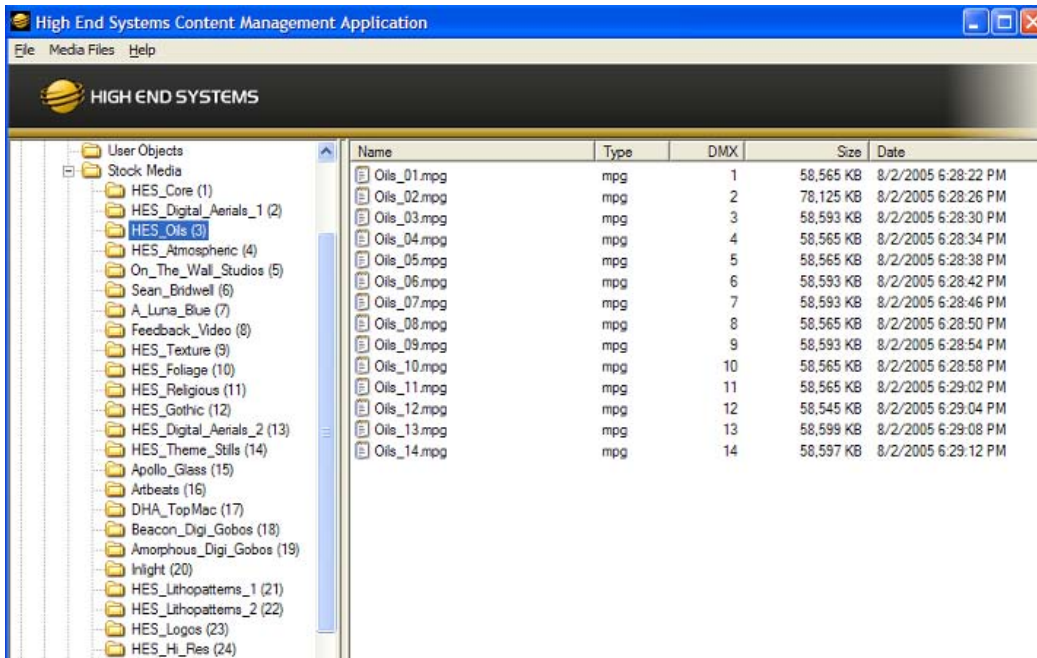 High End Systems Content Management Application
File Media Files Help
HIGH END SYSTEMS
User Objects
Stock Media
HES_Core (1)
HES_Digital_Aerials_1 (2)
HES_Oils (3)
HES_Atmospheric (4)
On_The_Wall_Studios (5)
Sean_Bridwell (6)
A_Luna_Blue (7)
Feedback_Video (8)
HES_Texture (9)
HES_Foliage (10)
HES_Religious (11)
HES_Gothic (12)
HES_Digital_Aerials_2 (13)
HES_Theme_Stills (14)
Apollo_Glass (15)
Artbeats (16)
DHA_TopMac (17)
Beacon_Digi_Gobos (18)
Amorphous_Digi_Gobos (19)
Inlight (20)
HES_Lithopatterns_1 (21)
HES_Lithopatterns_2 (22)
HES_Logos (23)
HES_Hi_Res (24)
Name Type DMX Size Date
Oils_01.mpg mpg 1 58,565 KB 8/2/2005 6:28:22 PM
Oils_02.mpg mpg 2 78,125 KB 8/2/2005 6:28:26 PM
Oils_03.mpg mpg 3 58,593 KB 8/2/2005 6:28:30 PM
Oils_04.mpg mpg 4 58,565 KB 8/2/2005 6:28:34 PM
Oils_05.mpg mpg 5 58,565 KB 8/2/2005 6:28:38 PM
Oils_06.mpg mpg 6 58,593 KB 8/2/2005 6:28:42 PM
Oils_07.mpg mpg 7 58,593 KB 8/2/2005 6:28:46 PM
Oils_08.mpg mpg 8 58,565 KB 8/2/2005 6:28:50 PM
Oils_09.mpg mpg 9 58,593 KB 8/2/2005 6:28:54 PM
Oils_10.mpg mpg 10 58,565 KB 8/2/2005 6:28:58 PM
Oils_11.mpg mpg 11 58,565 KB 8/2/2005 6:29:02 PM
Oils_12.mpg mpg 12 58,545 KB 8/2/2005 6:29:04 PM
Oils_13.mpg mpg 13 58,599 KB 8/2/2005 6:29:08 PM
Oils_14.mpg mpg 14 58,597 KB 8/2/2005 6:29:12 PM